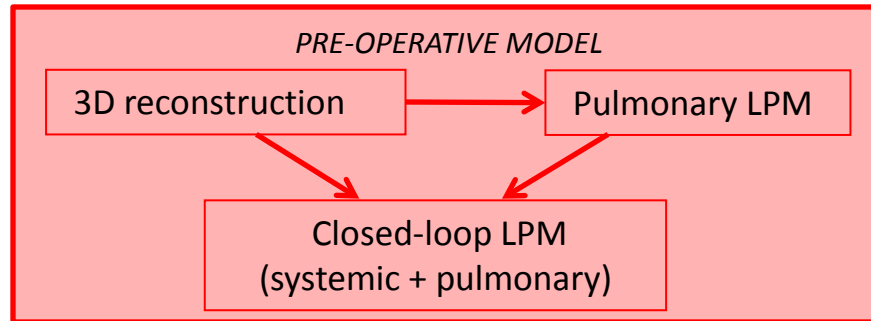 PRE-OPERATIVE MODEL
3D reconstruction
Pulmonary LPM
Closed-loop LPM
(systemic + pulmonary)